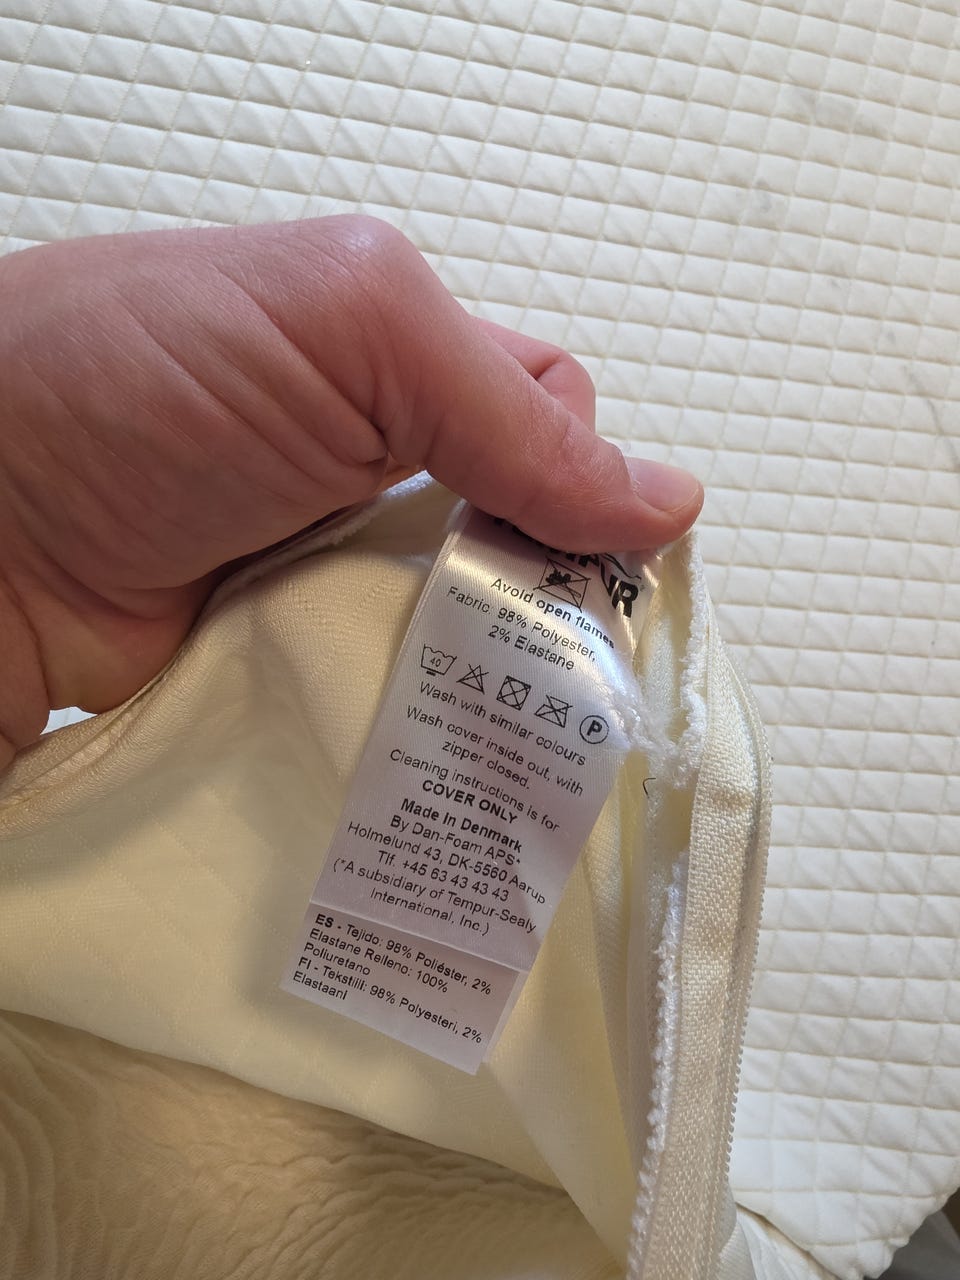 Avoid open flames
Fabric: 98% Polyester,
2% Elastane
40
P
Wash with similar colours
Wash cover inside out, with
zipper closed.
Cleaning instructions is for
COVER ONLY
Made In Denmark
By Dan-Foam APS*
Holmelund 43, DK-5560 Aarup
Tlf. +45 63 43 43 43
(*A subsidiary of Tempur-Sealy
International, Inc.)
ES - Tejido: 98% Poliéster, 2%
Elastane Relleno: 100%
Poliuretano
FI - Tekstiili: 98% Polyesteri, 2%
Elastaani